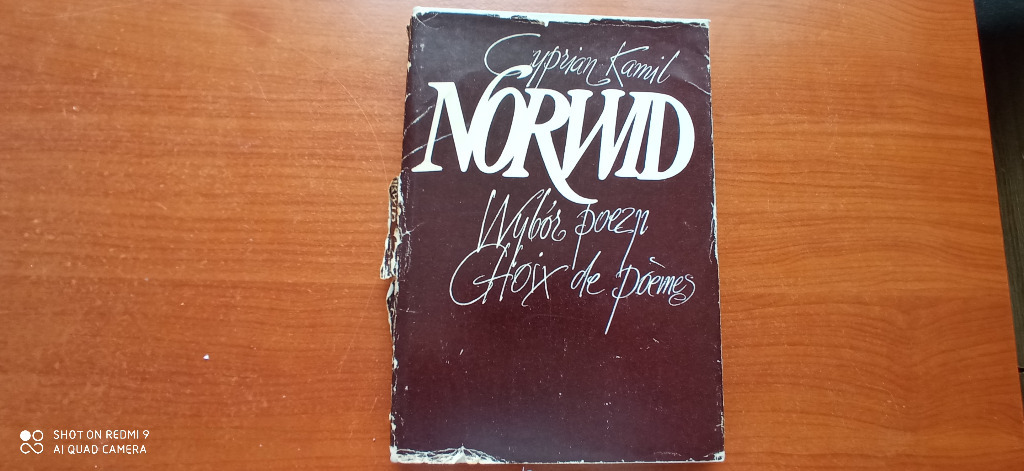 Cyprian Kamil
NORWID
Wybór poezji
Choix de poèmes
SHOT ON REDMI 9
AI QUAD CAMERA